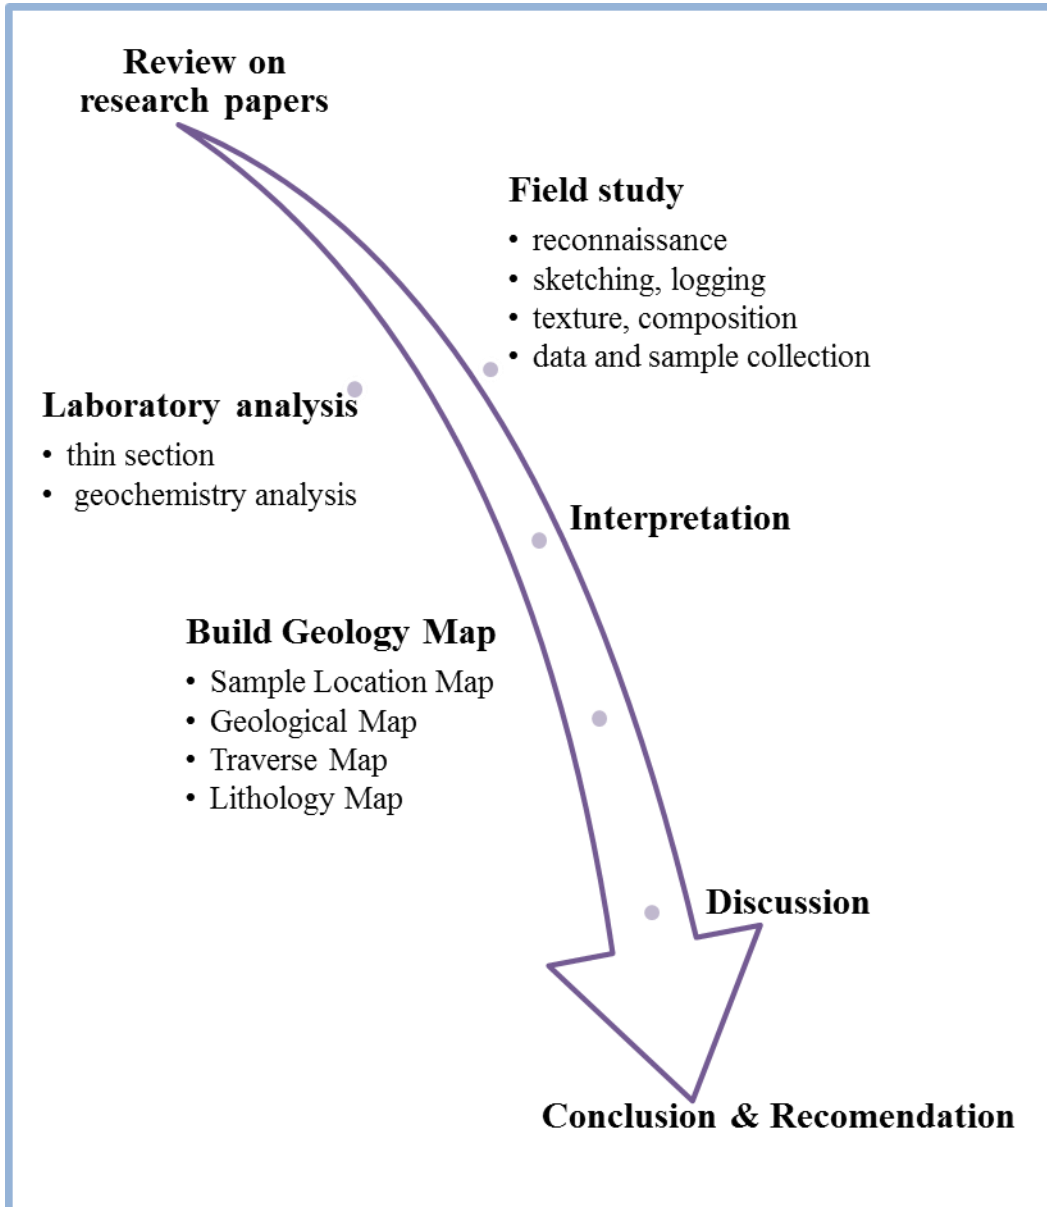 Review on
research papers
Field study
• reconnaissance
• sketching, logging
• texture, composition
• data and sample collection
Laboratory analysis
• thin section
• geochemistry analysis
Interpretation
Build Geology Map
• Sample Location Map
• Geological Map
• Traverse Map
• Lithology Map
Discussion
Conclusion & Recomendation